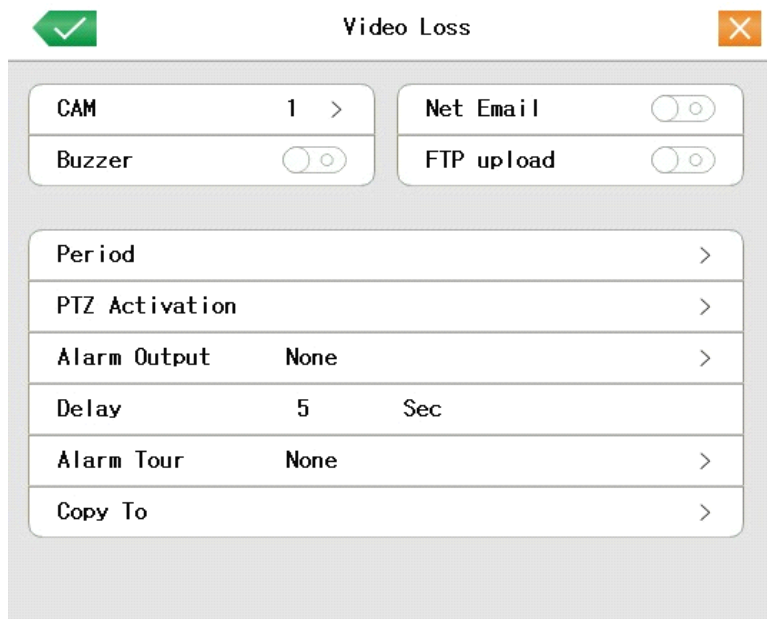 Video Loss
CAM 1 >
Buzzer
Net Email
FTP upload
Period >
PTZ Activation >
Alarm Output None >
Delay 5 Sec
Alarm Tour None >
Copy To >